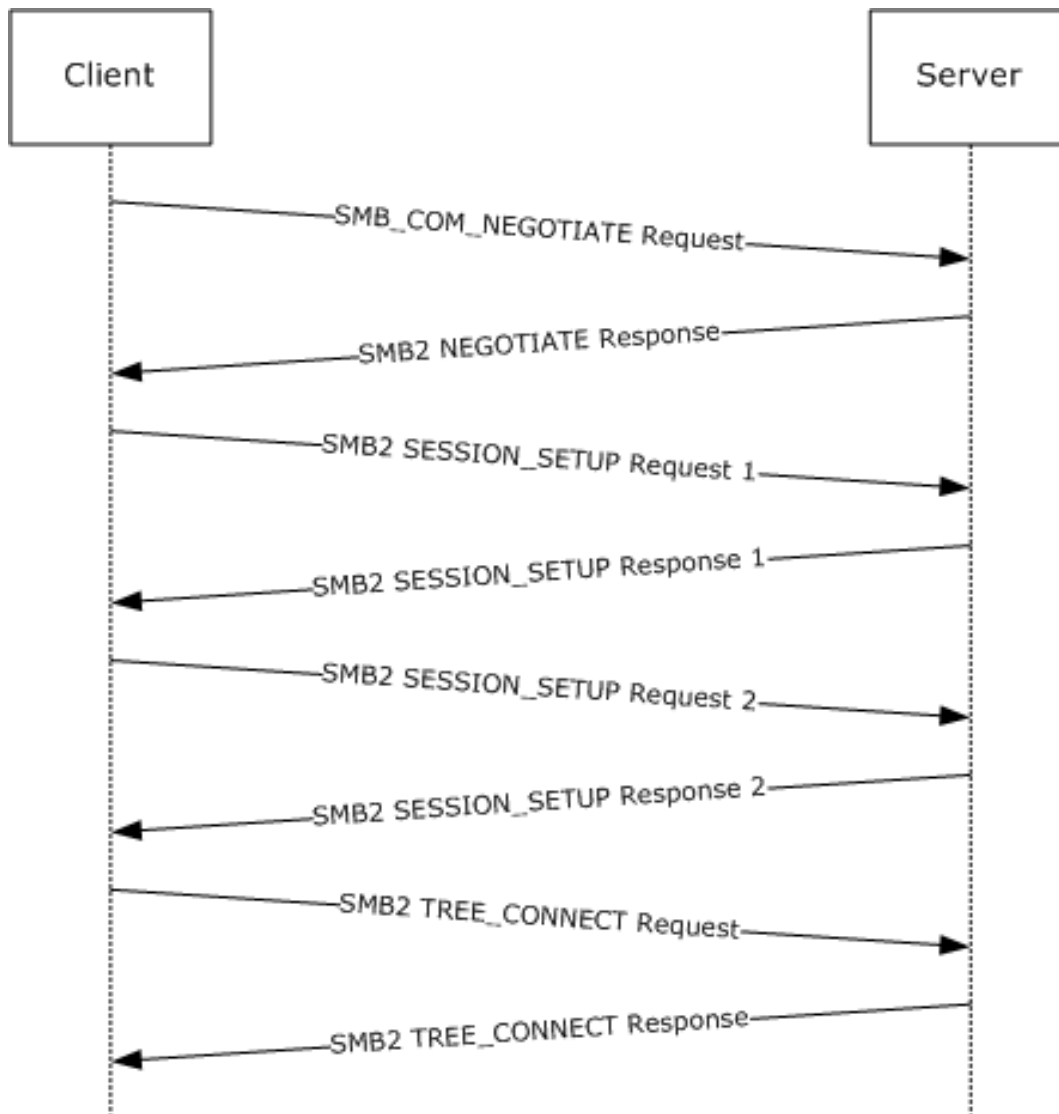 Client
Server
SMB_COM_NEGOTIATE Request
SMB2 NEGOTIATE Response
SMB2 SESSION_SETUP Request 1
SMB2 SESSION_SETUP Response 1
SMB2 SESSION_SETUP Request 2
SMB2 SESSION_SETUP Response 2
SMB2 TREE_CONNECT Request
SMB2 TREE_CONNECT Response